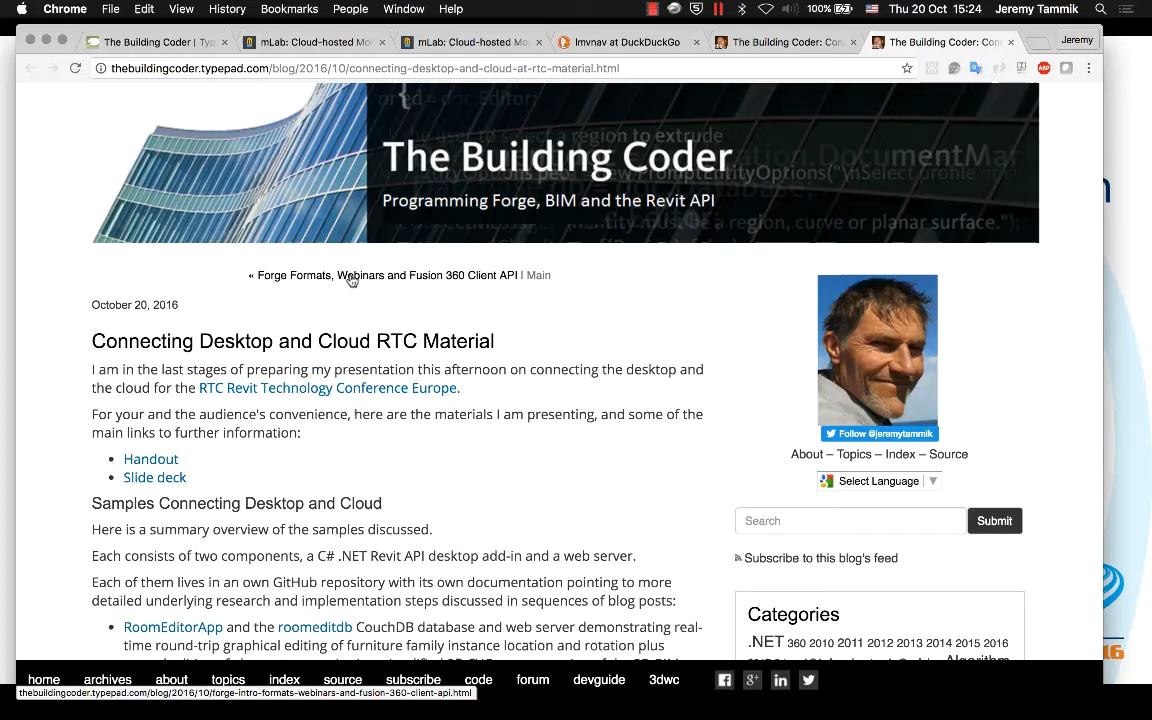 Chrome File Edit View History Bookmarks People Window Help 100% Thu 20 Oct 15:24 Jeremy Tammik
The Building Coder | Typ × mLab: Cloud-hosted Mo × mLab: Cloud-hosted Mo × lmvnav at DuckDuckGo × The Building Coder: Con × The Building Coder: Con × Jeremy
thebuildingcoder.typepad.com/blog/2016/10/connecting-desktop-and-cloud-at-rtc-material.html
The Building Coder
Programming Forge, BIM and the Revit API
« Forge Formats, Webinars and Fusion 360 Client API | Main
October 20, 2016
Connecting Desktop and Cloud RTC Material
I am in the last stages of preparing my presentation this afternoon on connecting the desktop and
the cloud for the RTC Revit Technology Conference Europe.
For your and the audience's convenience, here are the materials I am presenting, and some of the
main links to further information:
• Handout
• Slide deck
Samples Connecting Desktop and Cloud
Here is a summary overview of the samples discussed.
Each consists of two components, a C# .NET Revit API desktop add-in and a web server.
Each of them lives in an own GitHub repository with its own documentation pointing to more
detailed underlying research and implementation steps discussed in sequences of blog posts:
• RoomEditorApp and the roomeditdb CouchDB database and web server demonstrating real-
time round-trip graphical editing of furniture family instance location and rotation plus
Follow @jeremytammik
About – Topics – Index – Source
Select Language ▼
Search Submit
Subscribe to this blog's feed
Categories
.NET 360 2010 2011 2012 2013 2014 2015 2016
home archives about topics index source subscribe code forum devguide 3dwc
thebuildingcoder.typepad.com/blog/2016/10/forge-intro-formats-webinars-and-fusion-360-client-api.html